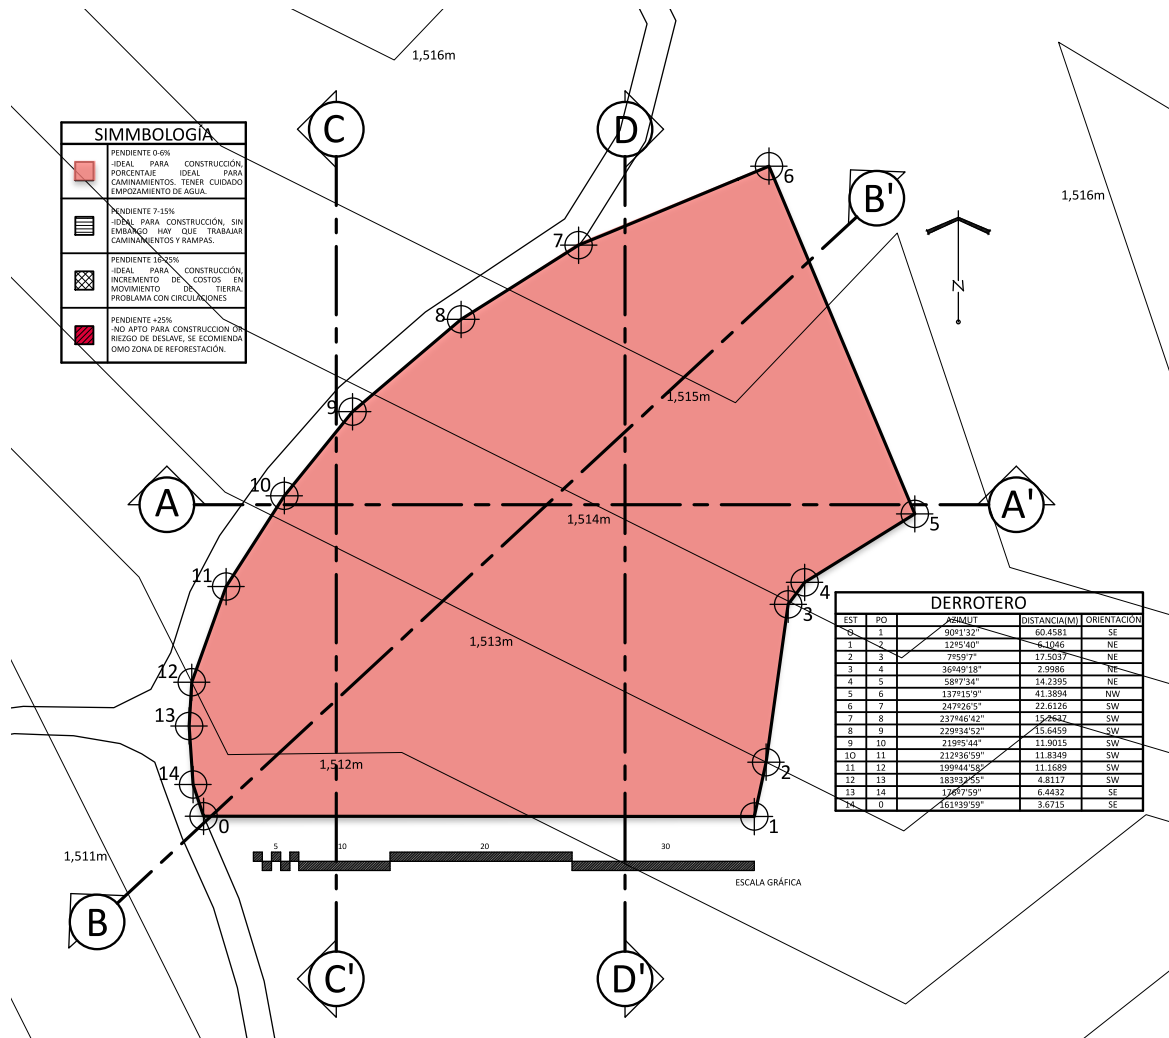 1,516m
C
D
SIMMBOLOGÍA
PENDIENTE 0-6%
-IDEAL PARA CONSTRUCCIÓN,
PORCENTAJE IDEAL PARA
CAMINAMIENTOS. TENER CUIDADO
EMPOZAMIENTO DE AGUA.
PENDIENTE 7-15%
-IDEAL PARA CONSTRUCCIÓN, SIN
EMBARGO HAY QUE TRABAJAR
CAMINAMIENTOS Y RAMPAS.
PENDIENTE 16-25%
-IDEAL PARA CONSTRUCCIÓN,
INCREMENTO DE COSTOS EN
MOVIMIENTO DE TIERRA.
PROBLAMA CON CIRCULACIONES
PENDIENTE +25%
-NO APTO PARA CONSTRUCCION OR
RIEZGO DE DESLAVE, SE ECOMIENDA
OMO ZONA DE REFORESTACIÓN.
6
B'
1,516m
7
N
8
9
1,515m
10
A
A'
1,514m
5
11
4
3
1,513m
12
13
1,512m
2
14
0
1
1,511m
B
5 10 20 30
ESCALA GRÁFICA
C'
D'
DERROTERO
EST PO AZIMUT DISTANCIA(M) ORIENTACIÓN
O 1 90º1'32" 60.4581 SE
1 2 12º5'40" 6.1046 NE
2 3 7º59'7" 17.5037 NE
3 4 36º49'18" 2.9986 NE
4 5 58º7'34" 14.2395 NE
5 6 137º15'9" 41.3894 NW
6 7 247º26'5" 22.6126 SW
7 8 237º46'42" 15.2637 SW
8 9 229º34'52" 15.6459 SW
9 10 219º5'44" 11.9015 SW
1O 11 212º36'59" 11.8349 SW
11 12 199º44'58" 11.1689 SW
12 13 183º32'55" 4.8117 SW
13 14 176º7'59" 6.4432 SE
14 0 161º39'59" 3.6715 SE